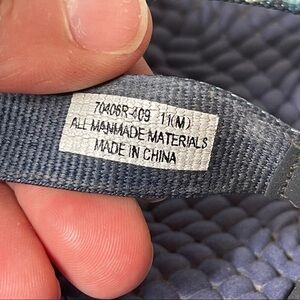 70406R-409 11(M)
ALL MANMADE MATERIALS
MADE IN CHINA